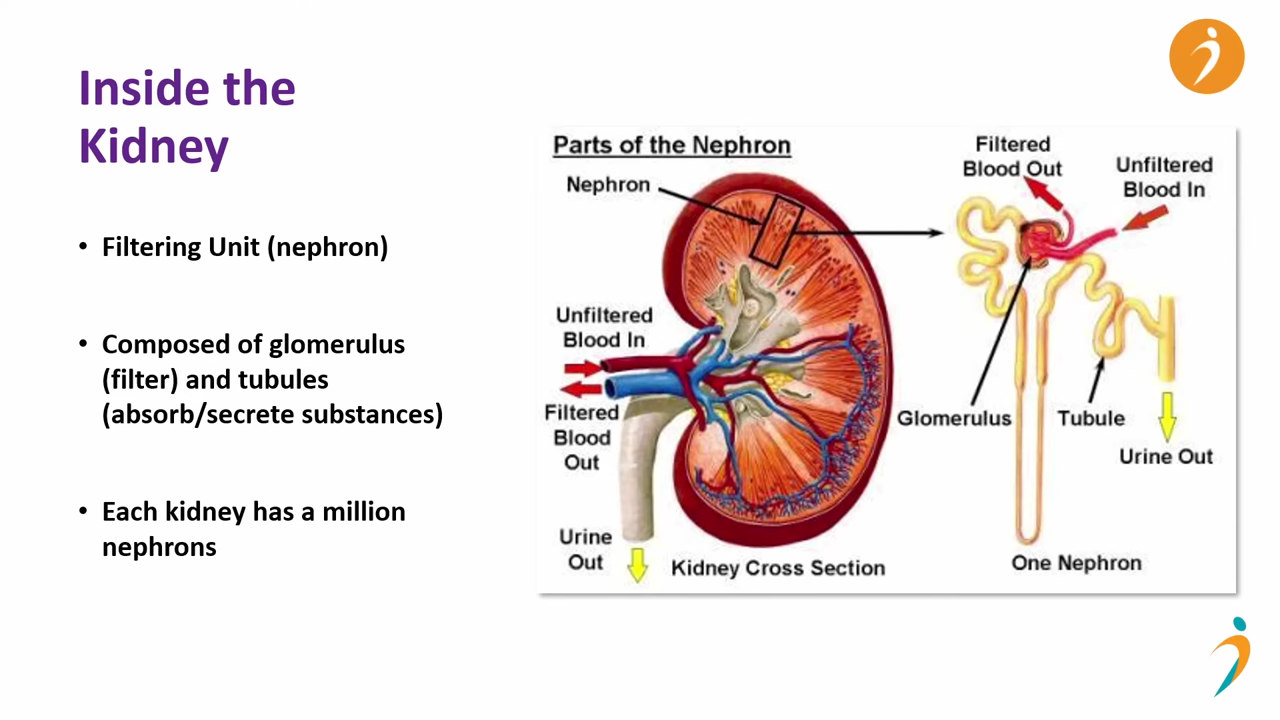 Inside the
Kidney
• Filtering Unit (nephron)
• Composed of glomerulus
(filter) and tubules
(absorb/secrete substances)
• Each kidney has a million
nephrons
Parts of the Nephron
Nephron
Unfiltered
Blood In
Filtered
Blood
Out
Urine
Out
Kidney Cross Section
Filtered
Blood Out
Unfiltered
Blood In
Glomerulus
Tubule
Urine Out
One Nephron